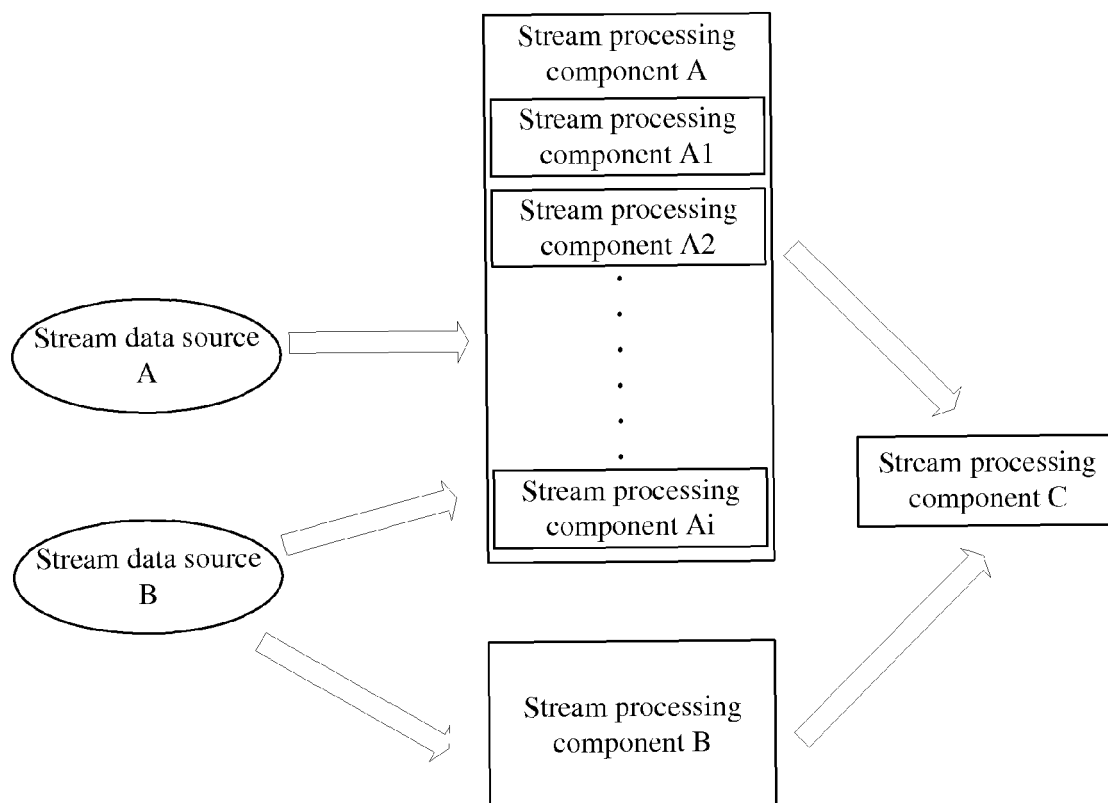 Stream processing
component A
Stream processing
component A1
Stream processing
component A2
Stream data source
A
Stream processing
component Ai
Stream processing
component C
Stream data source
B
Stream processing
component B